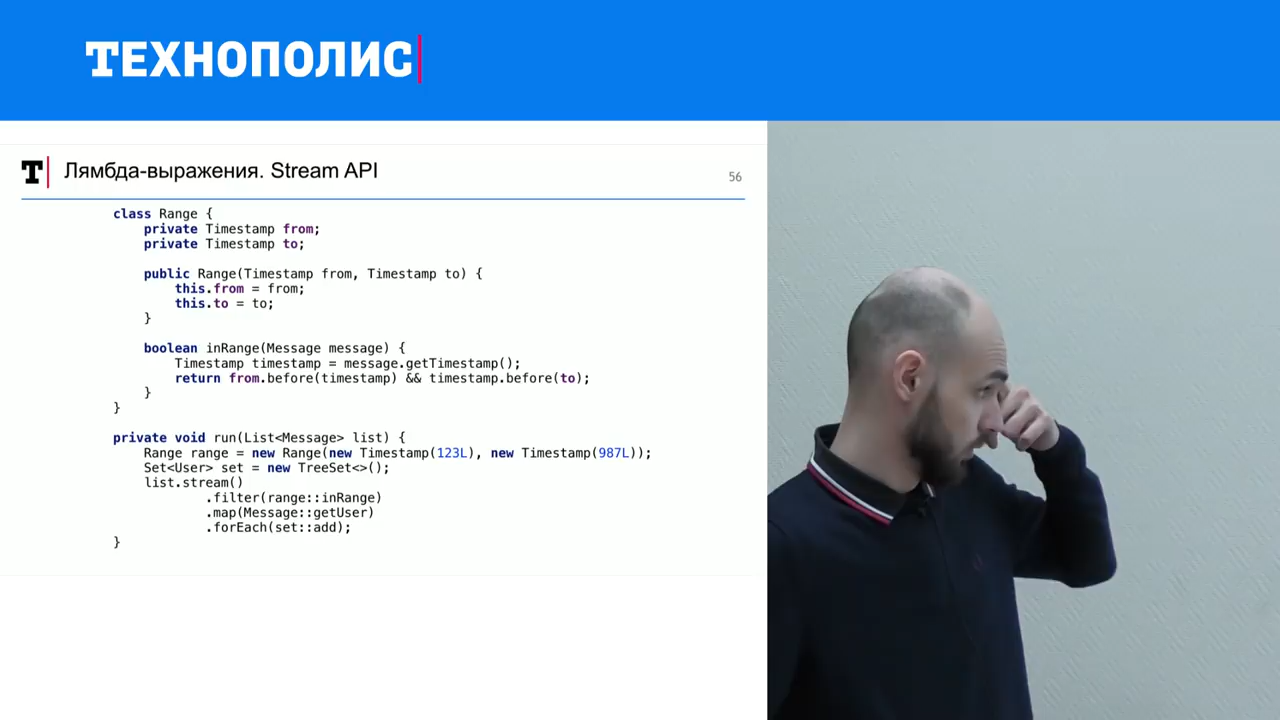 ТЕХНОПОЛИС
Т Лямбда-выражения. Stream API
56
class Range {
    private Timestamp from;
    private Timestamp to;

    public Range(Timestamp from, Timestamp to) {
        this.from = from;
        this.to = to;
    }

    boolean inRange(Message message) {
        Timestamp timestamp = message.getTimestamp();
        return from.before(timestamp) && timestamp.before(to);
    }
}

private void run(List<Message> list) {
    Range range = new Range(new Timestamp(123L), new Timestamp(987L));
    Set<User> set = new TreeSet<>();
    list.stream()
            .filter(range::inRange)
            .map(Message::getUser)
            .forEach(set::add);
}